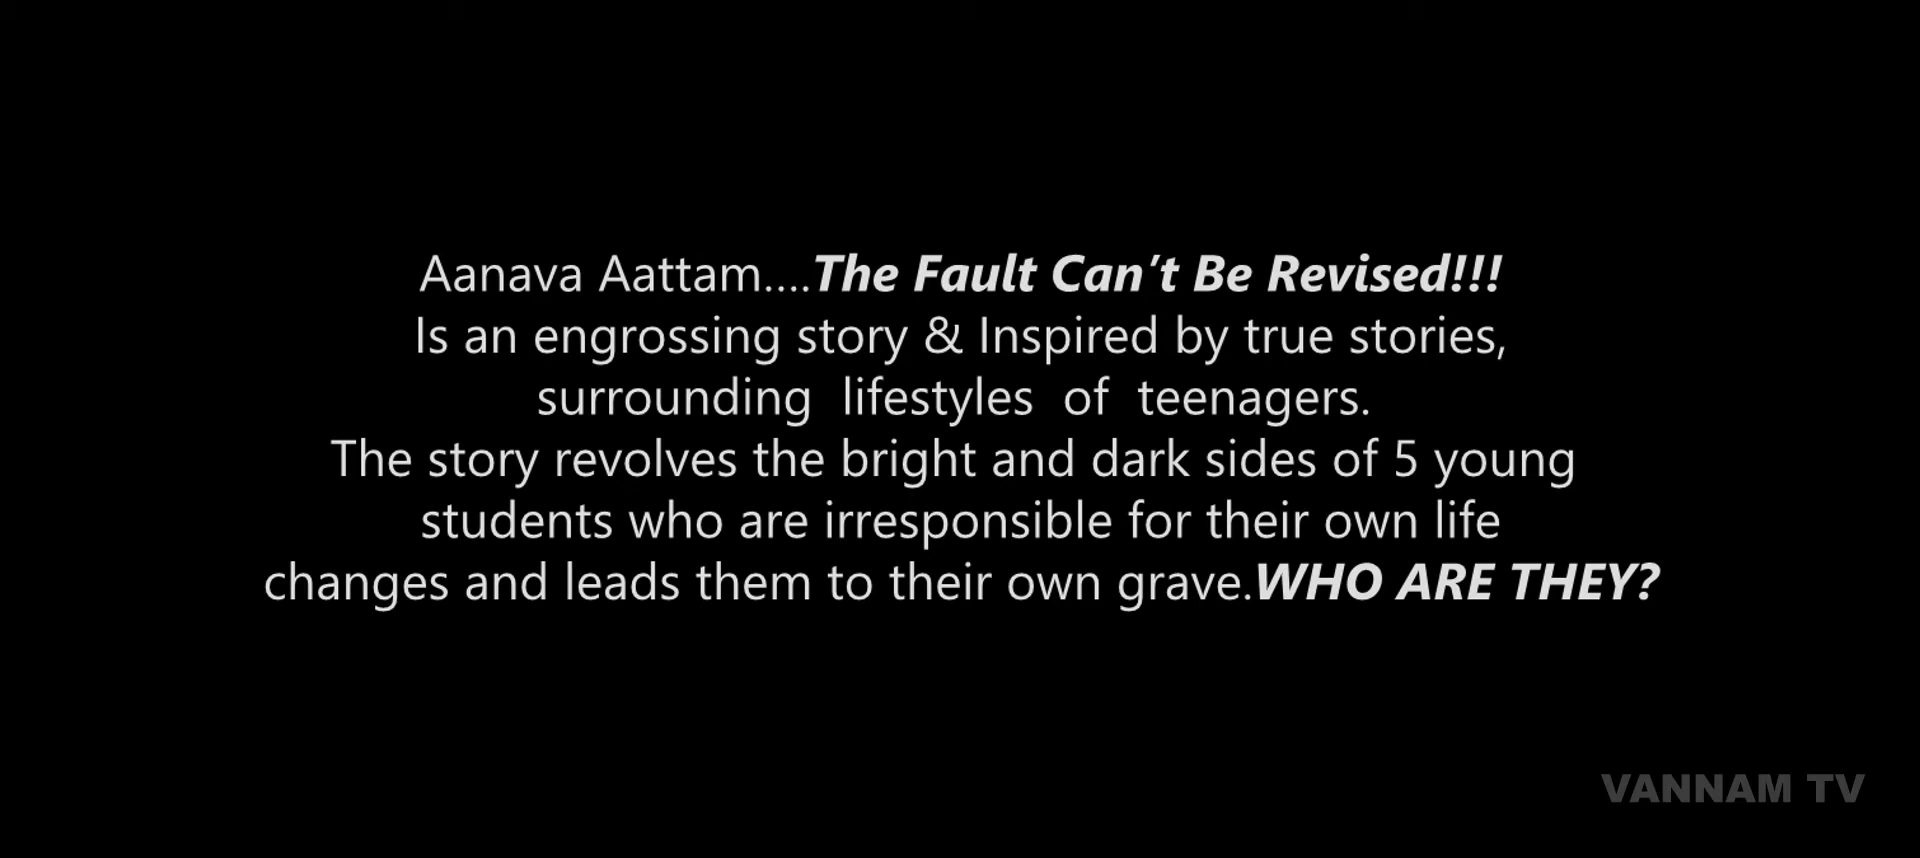 Aanava Aattam....The Fault Can’t Be Revised!!!
Is an engrossing story & Inspired by true stories,
surrounding lifestyles of teenagers.
The story revolves the bright and dark sides of 5 young
students who are irresponsible for their own life
changes and leads them to their own grave.WHO ARE THEY?
VANNAM TV